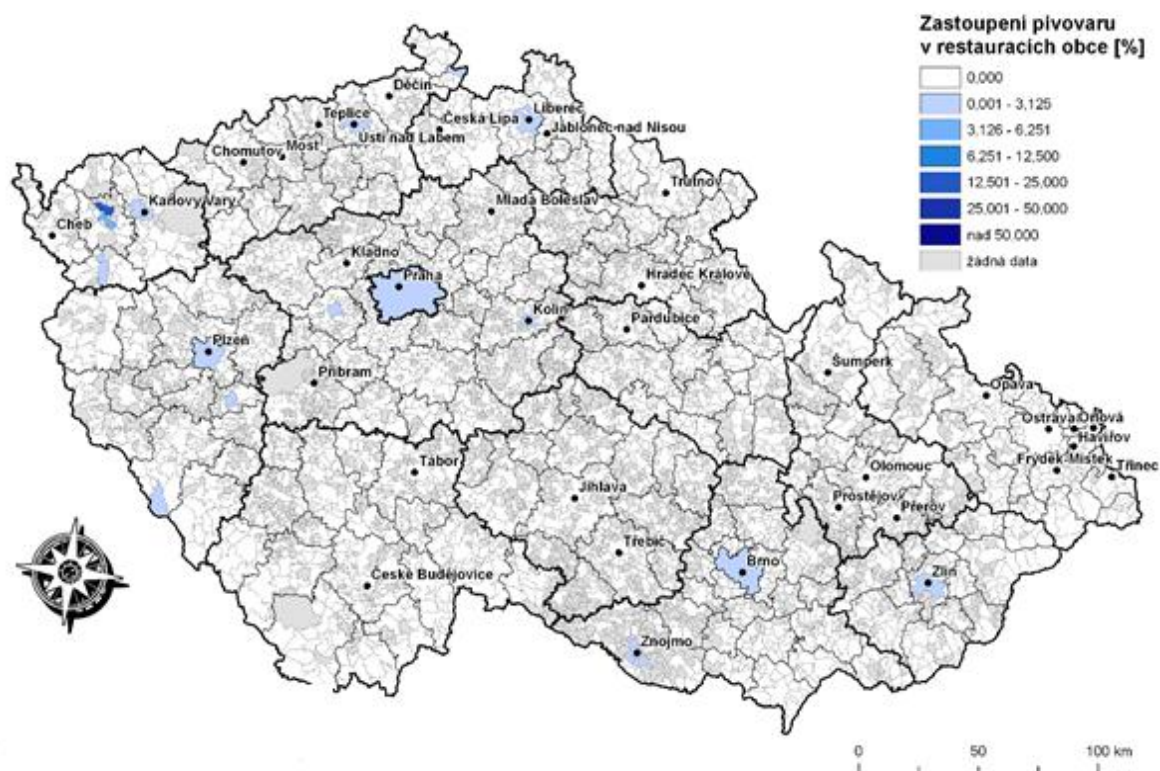 Zastoupení pivovaru
v restauracích obce [%]
0.000
0.001 - 3.125
3.126 - 6.251
6.251 - 12.500
12.501 - 25.000
25.001 - 50.000
nad 50.000
žádná data
Děčín
Teplice
Ústí nad Labem
Česká Lípa
Liberec
Jablonec nad Nisou
Chomutov
Most
Trutnov
Karlovy Vary
Mladá Boleslav
Cheb
Kladno
Praha
Hradec Králové
Kolín
Pardubice
Plzeň
Příbram
Šumperk
Opava
Ostrava
Orlová
Havířov
Frýdek-Místek
Třinec
Tábor
Olomouc
Jihlava
Prostějov
Přerov
Třebíč
Brno
Zlín
České Budějovice
Znojmo
0 50 100 km